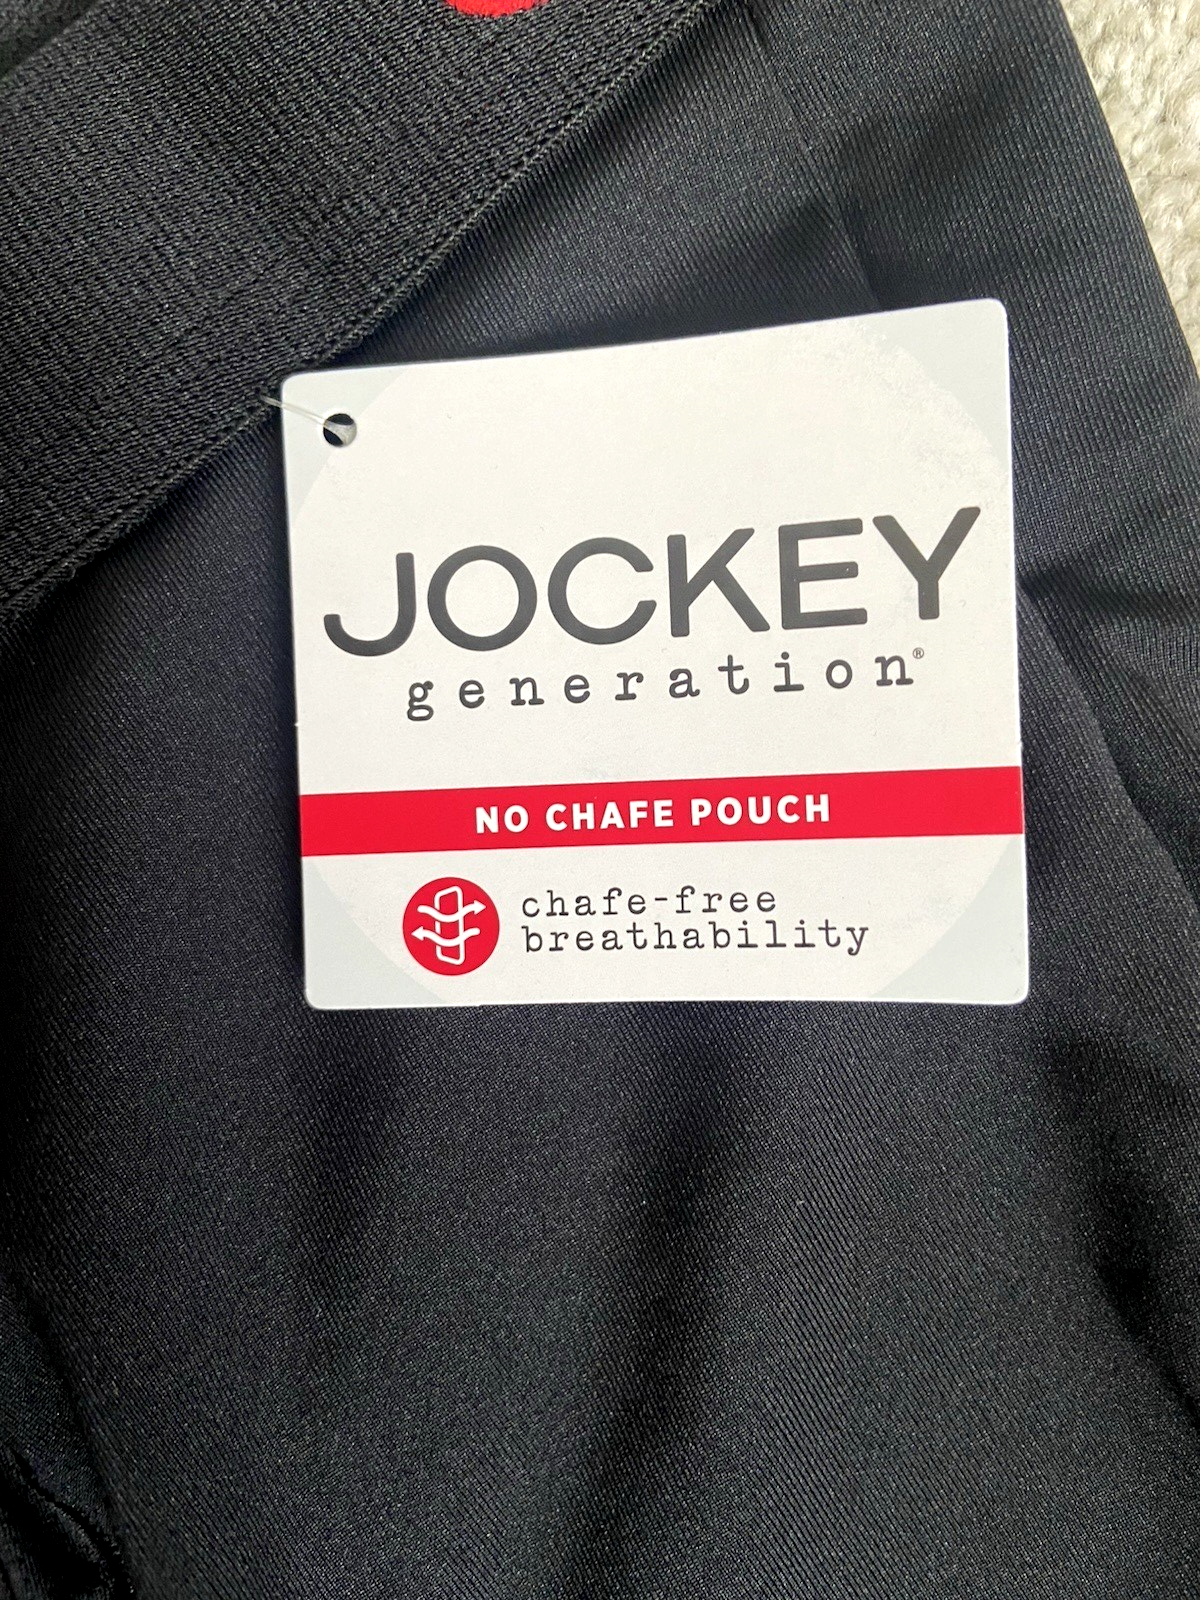 JOCKEY
generation®
NO CHAFE POUCH
chafe-free
breathability